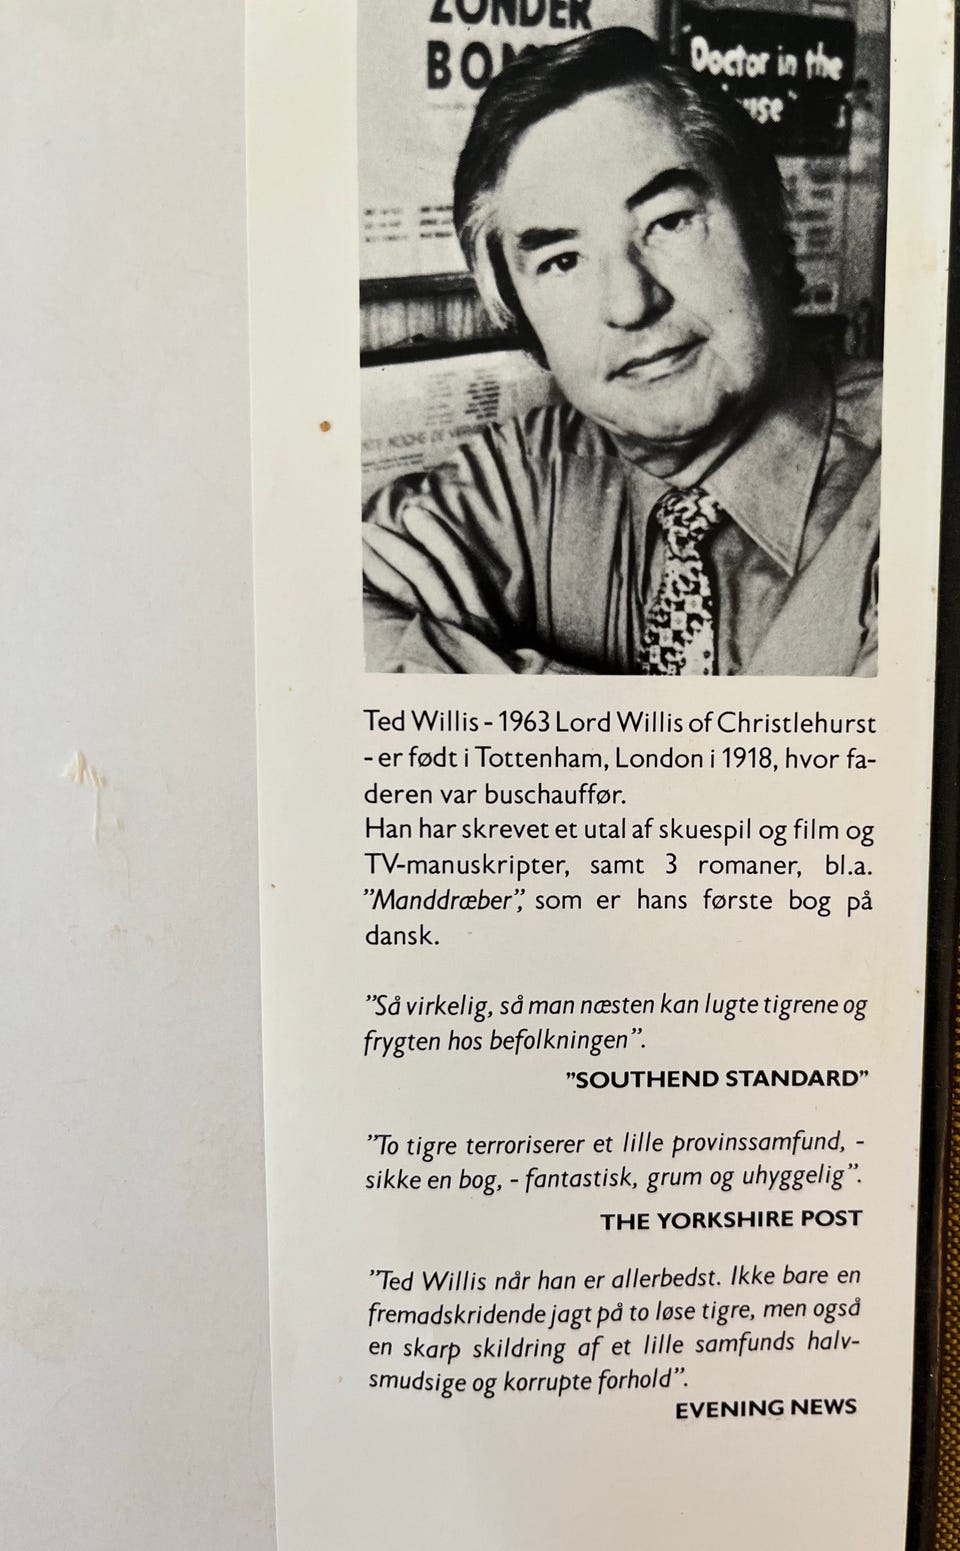 ZONDER
"Doctor in the
Ted Willis - 1963 Lord Willis of Christlehurst
- er født i Tottenham, London i 1918, hvor fa-
deren var buschauffør.
Han har skrevet et utal af skuespil og film og
TV-manuskripter, samt 3 romaner, bl.a.
”Manddræber”, som er hans første bog på
dansk.
”Så virkelig, så man næsten kan lugte tigrene og
frygten hos befolkningen”.
”SOUTHEND STANDARD”
”To tigre terroriserer et lille provinssamfund, -
sikke en bog, - fantastisk, grum og uhyggelig”.
THE YORKSHIRE POST
”Ted Willis når han er allerbedst. Ikke bare en
fremadskridende jagt på to løse tigre, men også
en skarp skildring af et lille samfunds halv-
smudsige og korrupte forhold”.
EVENING NEWS